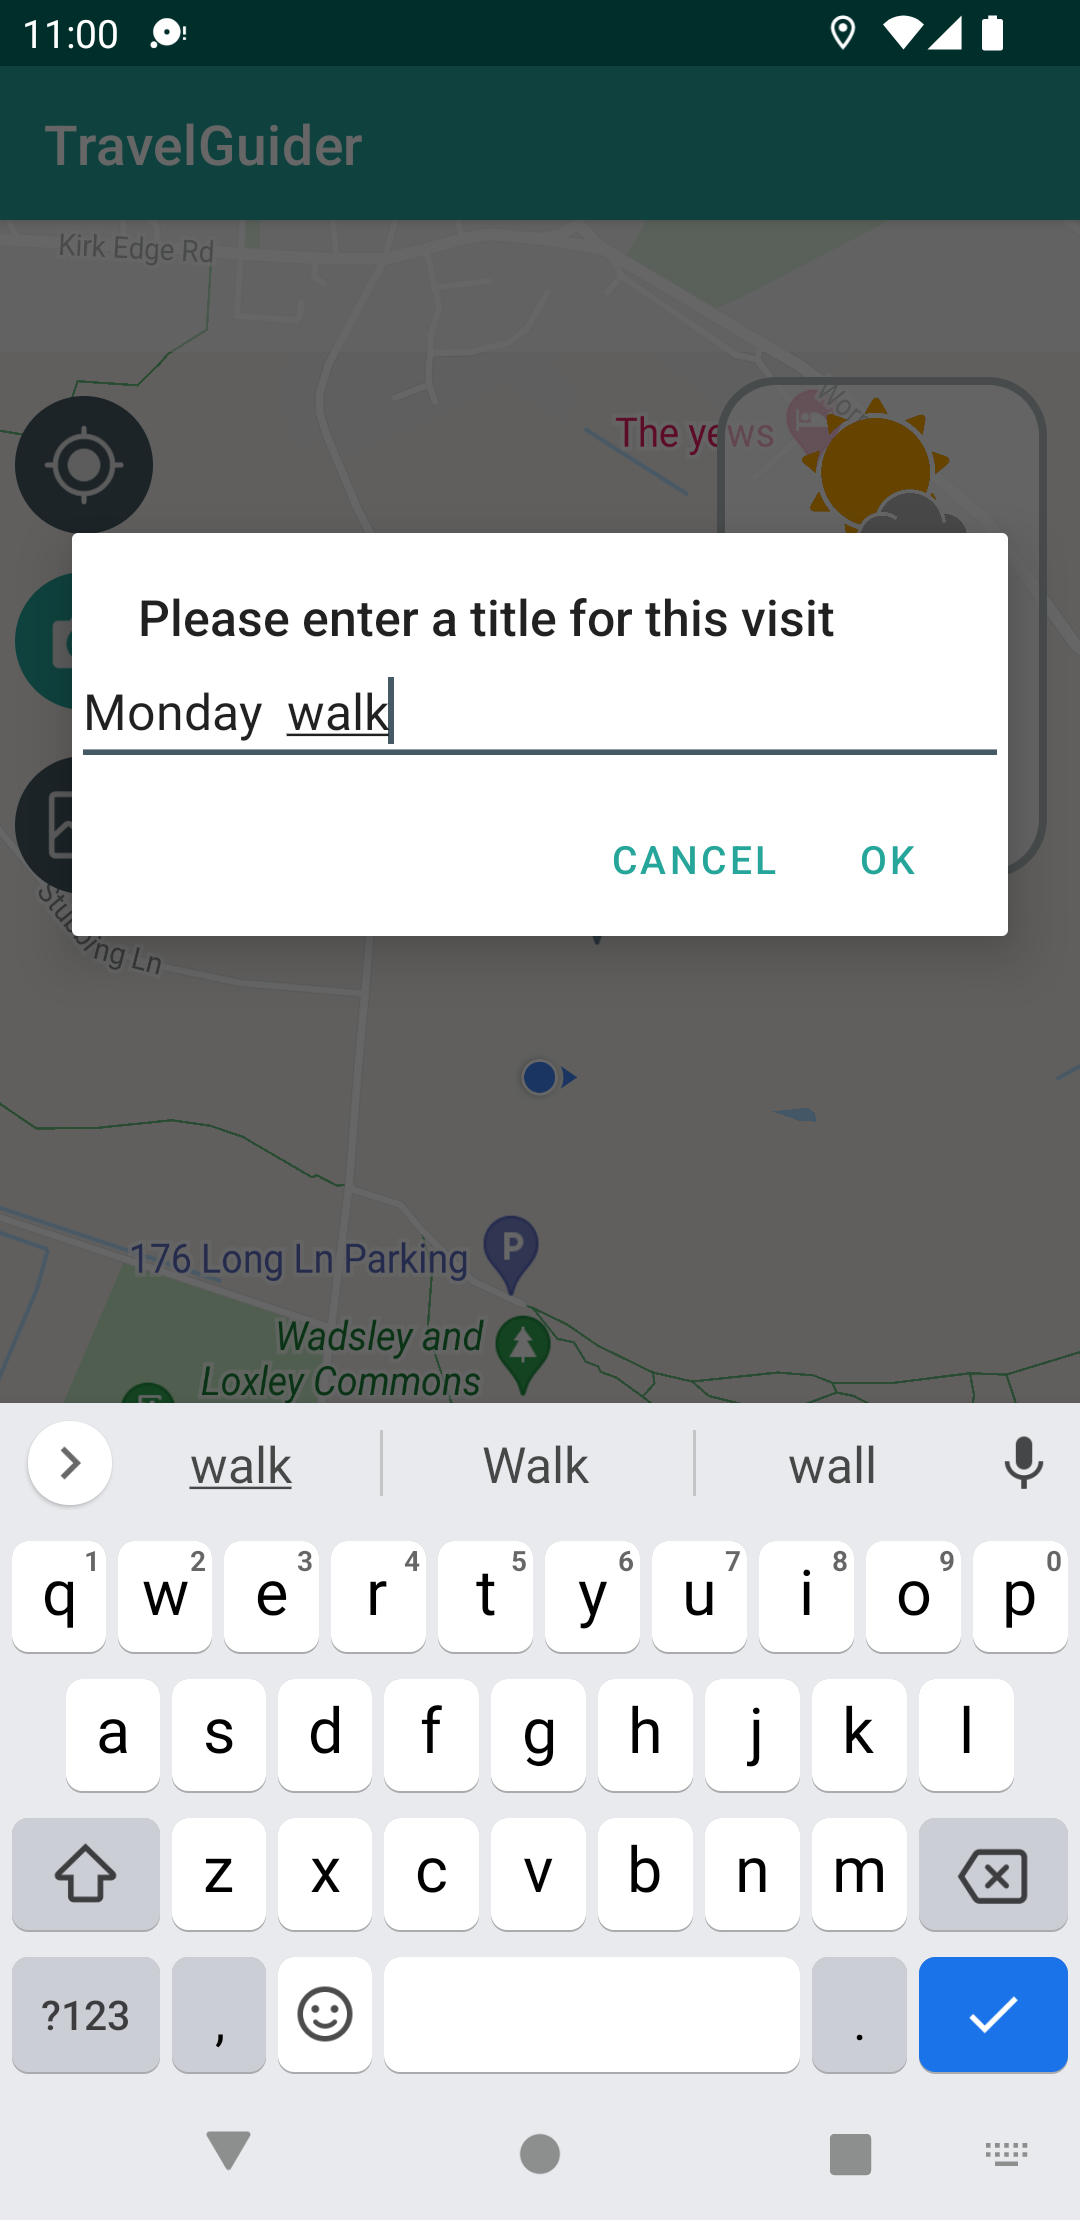 11:00
TravelGuider
Kirk Edge Rd
The yews
Please enter a title for this visit
Monday  walk
CANCEL OK
ng Ln
176 Long Ln Parking
P
Wadsley and
Loxley Commons
walk Walk wall
1 2 3 4 5 6 7 8 9 0
q w e r t y u i o p
a s d f g h j k l
z x c v b n m
?123 , .